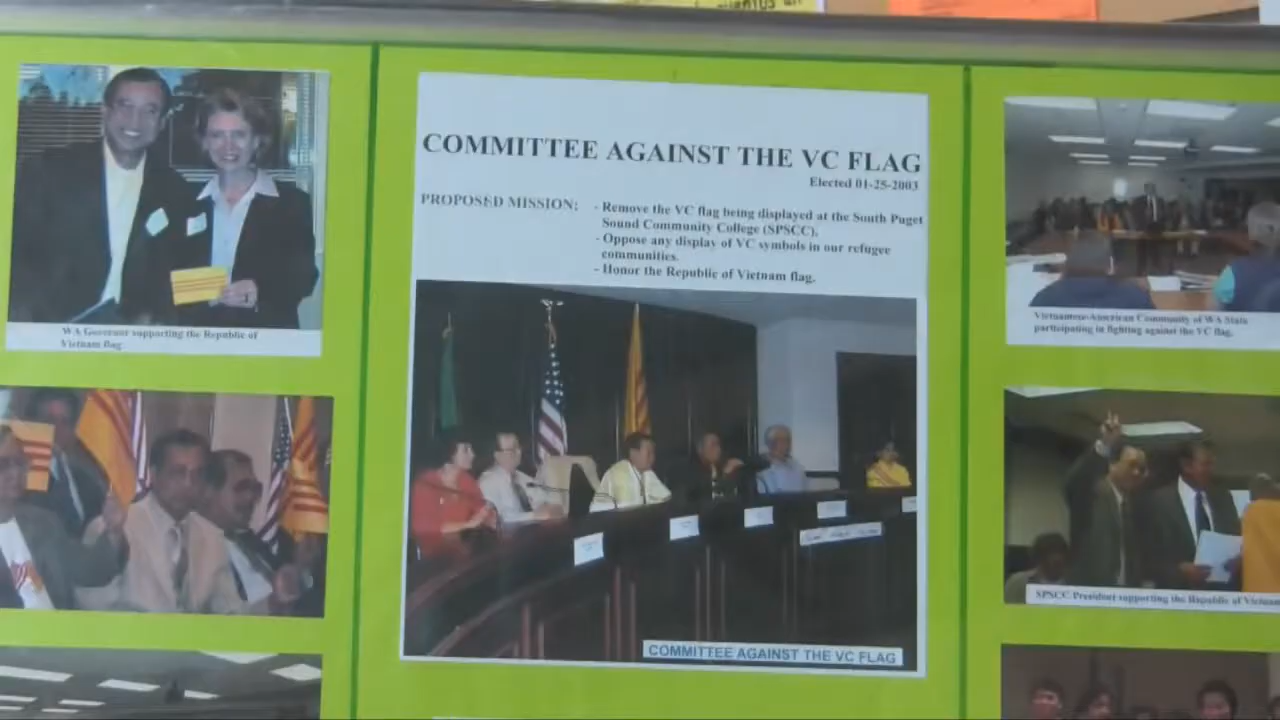 COMMITTEE AGAINST THE VC FLAG
Elected 01-25-2003
PROPOSED MISSION:
- Remove the VC flag being displayed at the South Puget
Sound Community College (SPSCC).
- Oppose any display of VC symbols in our refugee
communities.
- Honor the Republic of Vietnam flag.
COMMITTEE AGAINST THE VC FLAG
WA Governor supporting the Republic of
Vietnam flag.
Vietnamese-American Community of WA State
participating in fighting against the VC flag.
SPSCC President supporting the Republic of Vietnam